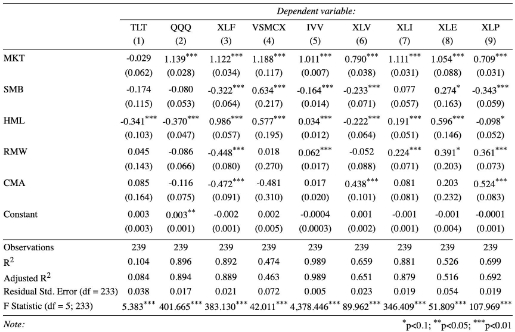 Dependent variable:
TLT QQQ XLF VSMCX IVV XLV XLI XLE XLP
(1) (2) (3) (4) (5) (6) (7) (8) (9)
MKT -0.029 1.139*** 1.122*** 1.188*** 1.011*** 0.790*** 1.111*** 1.054*** 0.709***
(0.062) (0.028) (0.034) (0.117) (0.007) (0.038) (0.031) (0.088) (0.031)
SMB -0.174 -0.080 -0.322*** 0.634*** -0.164*** -0.233*** 0.077 0.274* -0.343***
(0.115) (0.053) (0.064) (0.217) (0.014) (0.071) (0.057) (0.163) (0.059)
HML -0.341*** -0.370*** 0.986*** 0.577*** 0.034*** -0.222*** 0.191*** 0.596*** -0.098*
(0.103) (0.047) (0.057) (0.195) (0.012) (0.064) (0.051) (0.146) (0.052)
RMW 0.045 -0.086 -0.448*** 0.018 0.062*** -0.052 0.224*** 0.391* 0.361***
(0.143) (0.066) (0.080) (0.270) (0.017) (0.088) (0.071) (0.203) (0.073)
CMA 0.085 -0.116 -0.472*** -0.481 0.017 0.438*** 0.081 0.203 0.524***
(0.164) (0.075) (0.091) (0.310) (0.020) (0.101) (0.081) (0.232) (0.083)
Constant 0.003 0.003** -0.002 0.002 -0.0004 0.001 -0.001 -0.001 -0.0001
(0.003) (0.001) (0.001) (0.005) (0.0003) (0.002) (0.001) (0.004) (0.001)
Observations 239 239 239 239 239 239 239 239 239
R2 0.104 0.896 0.892 0.474 0.989 0.659 0.881 0.526 0.699
Adjusted R2 0.084 0.894 0.889 0.463 0.989 0.651 0.879 0.516 0.692
Residual Std. Error (df = 233) 0.038 0.017 0.021 0.072 0.005 0.023 0.019 0.054 0.019
F Statistic (df = 5; 233) 5.383*** 401.665*** 383.130*** 42.011*** 4,378.446*** 89.962*** 346.409*** 51.809*** 107.969***
Note: *p<0.1; **p<0.05; ***p<0.01